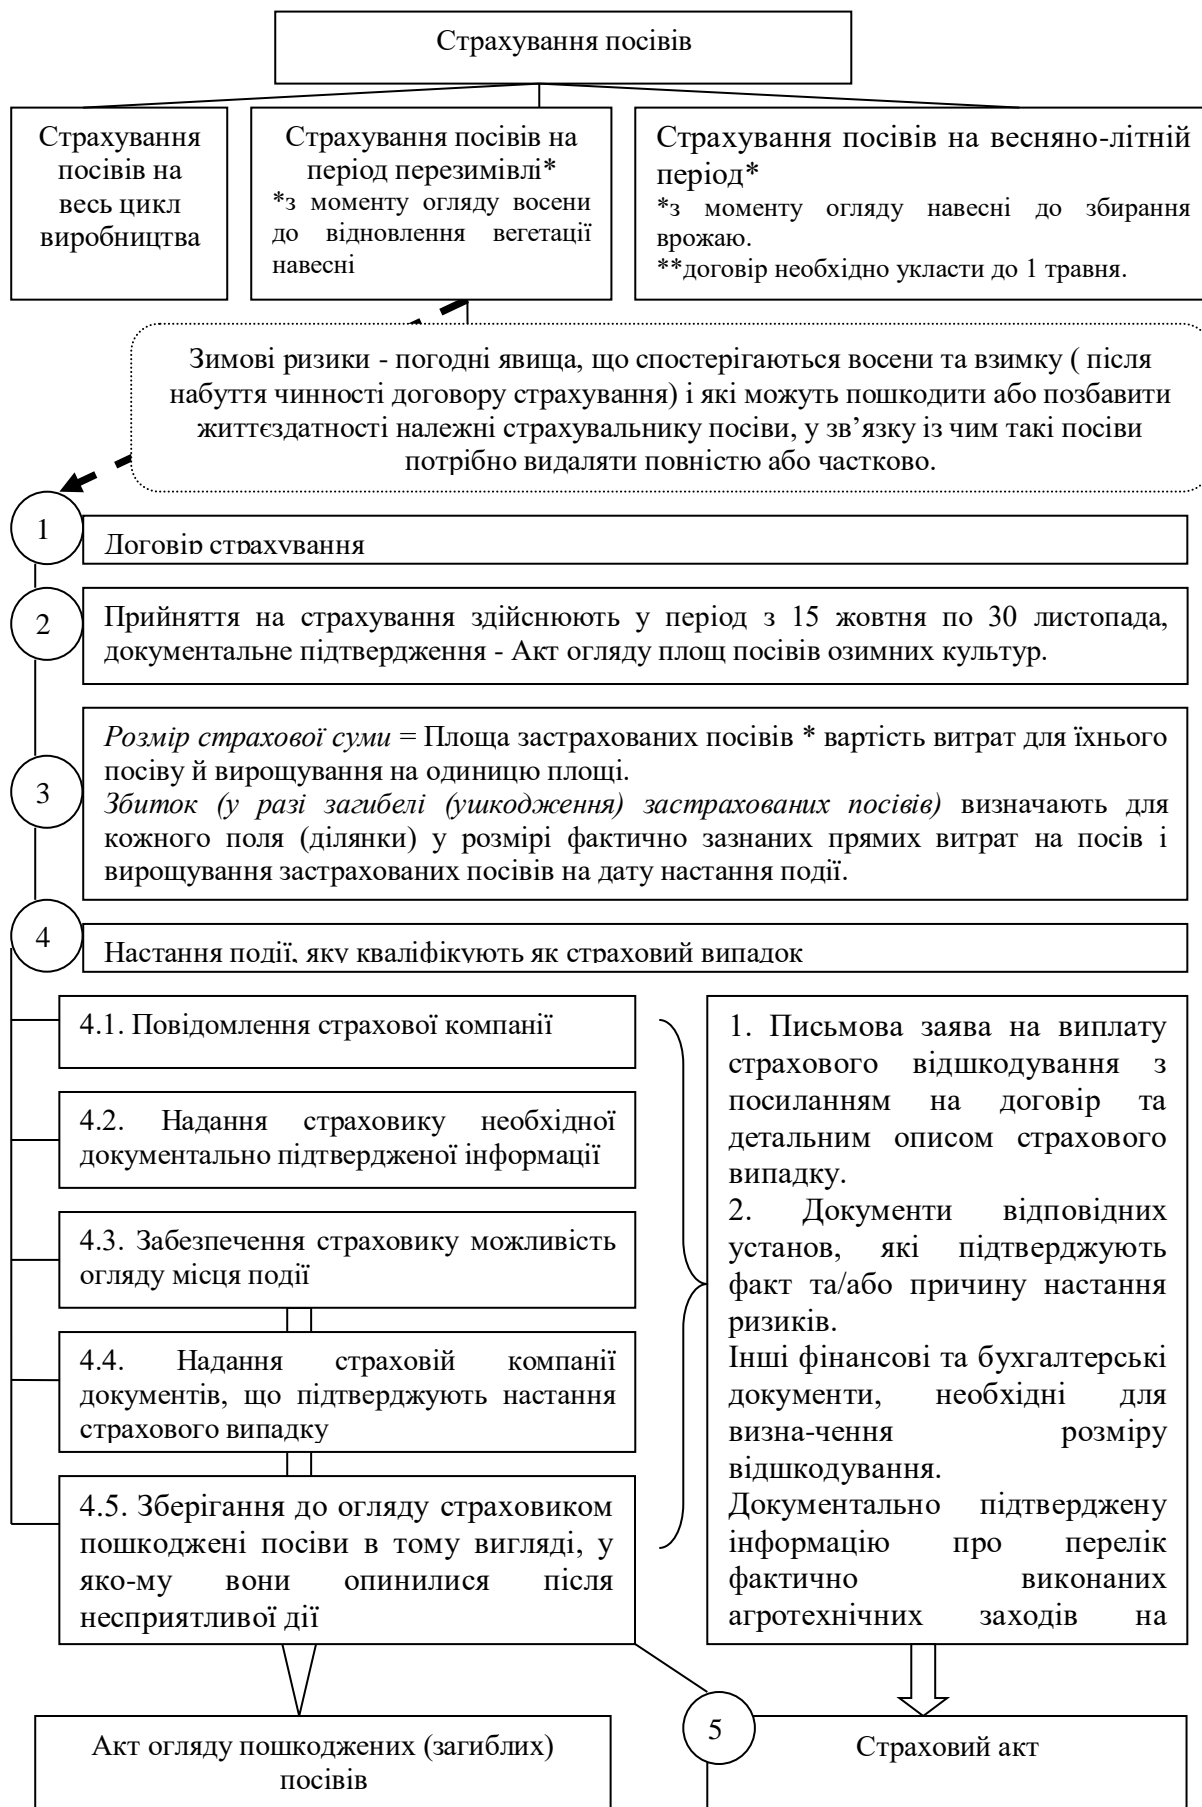 Страхування посівів
Страхування
посівів на
весь цикл
виробництва
Страхування посівів на
період перезимівлі*
*з моменту огляду восени
до відновлення вегетації
навесні
Страхування посівів на весняно-літній
період*
*з моменту огляду навесні до збирання
врожаю.
**договір необхідно укласти до 1 травня.
Зимові ризики - погодні явища, що спостерігаються восени та взимку ( після
набуття чинності договору страхування) і які можуть пошкодити або позбавити
життєздатності належні страхувальнику посіви, у зв’язку із чим такі посіви
потрібно видаляти повністю або частково.
1
Договір страхування
2
Прийняття на страхування здійснюють у період з 15 жовтня по 30 листопада,
документальне підтвердження - Акт огляду площ посівів озимних культур.
3
Розмір страхової суми = Площа застрахованих посівів * вартість витрат для їхнього
посіву й вирощування на одиницю площі.
Збиток (у разі загибелі (ушкодження) застрахованих посівів) визначають для
кожного поля (ділянки) у розмірі фактично зазнаних прямих витрат на посів і
вирощування застрахованих посівів на дату настання події.
4
Настання події, яку кваліфікують як страховий випадок
4.1. Повідомлення страхової компанії
4.2. Надання страховику необхідної
документально підтвердженої інформації
4.3. Забезпечення страховику можливість
огляду місця події
4.4. Надання страховій компанії
документів, що підтверджують настання
страхового випадку
4.5. Зберігання до огляду страховиком
пошкоджені посіви в тому вигляді, у
яко-му вони опинилися після
несприятливої дії
1. Письмова заява на виплату
страхового відшкодування з
посиланням на договір та
детальним описом страхового
випадку.
2. Документи відповідних
установ, які підтверджують
факт та/або причину настання
ризиків.
Інші фінансові та бухгалтерські
документи, необхідні для
визна-чення розміру
відшкодування.
Документально підтверджену
інформацію про перелік
фактично виконаних
агротехнічних заходів на
Акт огляду пошкоджених (загиблих)
посівів
5
Страховий акт